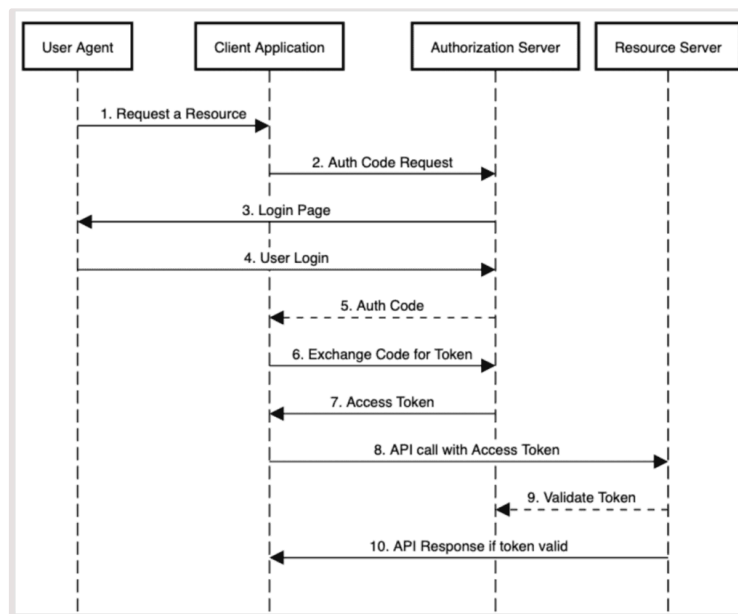 User Agent
Client Application
Authorization Server
Resource Server
1. Request a Resource
2. Auth Code Request
3. Login Page
4. User Login
5. Auth Code
6. Exchange Code for Token
7. Access Token
8. API call with Access Token
9. Validate Token
10. API Response if token valid